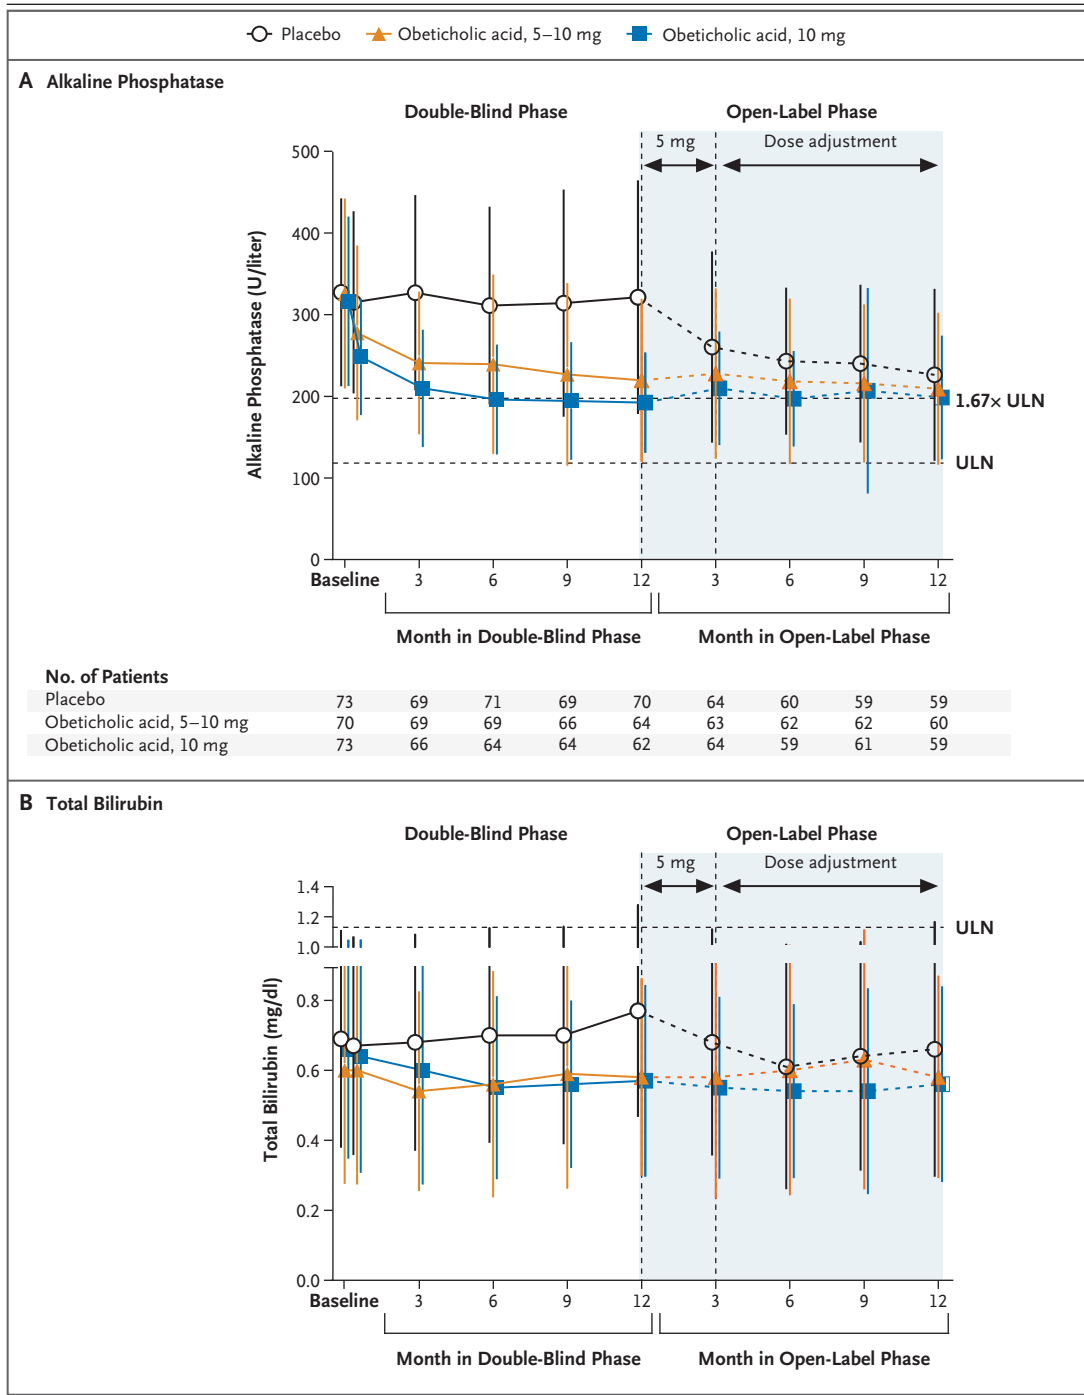 Placebo Obeticholic acid, 5–10 mg Obeticholic acid, 10 mg
A Alkaline Phosphatase
Double-Blind Phase Open-Label Phase
5 mg Dose adjustment
500
400
300
200
100
0
Alkaline Phosphatase (U/liter)
1.67× ULN
ULN
Baseline 3 6 9 12 3 6 9 12
Month in Double-Blind Phase Month in Open-Label Phase
No. of Patients
Placebo 73 69 71 69 70 64 60 59 59
Obeticholic acid, 5–10 mg 70 69 69 66 64 63 62 62 60
Obeticholic acid, 10 mg 73 66 64 64 62 64 59 61 59
B Total Bilirubin
Double-Blind Phase Open-Label Phase
5 mg Dose adjustment
1.4
1.2
1.0
0.8
0.6
0.4
0.2
0.0
Total Bilirubin (mg/dl)
ULN
Baseline 3 6 9 12 3 6 9 12
Month in Double-Blind Phase Month in Open-Label Phase